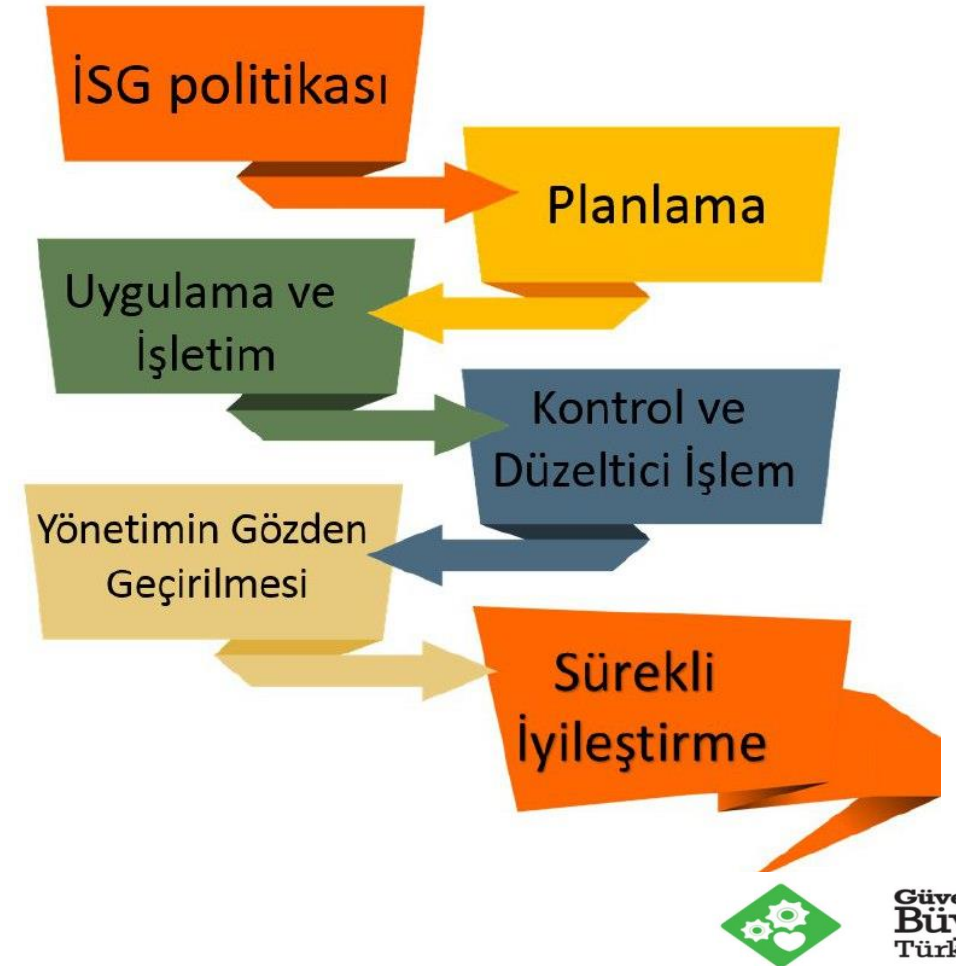 İSG politikası
Planlama
Uygulama ve
İşletim
Kontrol ve
Düzeltici İşlem
Yönetimin Gözden
Geçirilmesi
Sürekli
İyileştirme